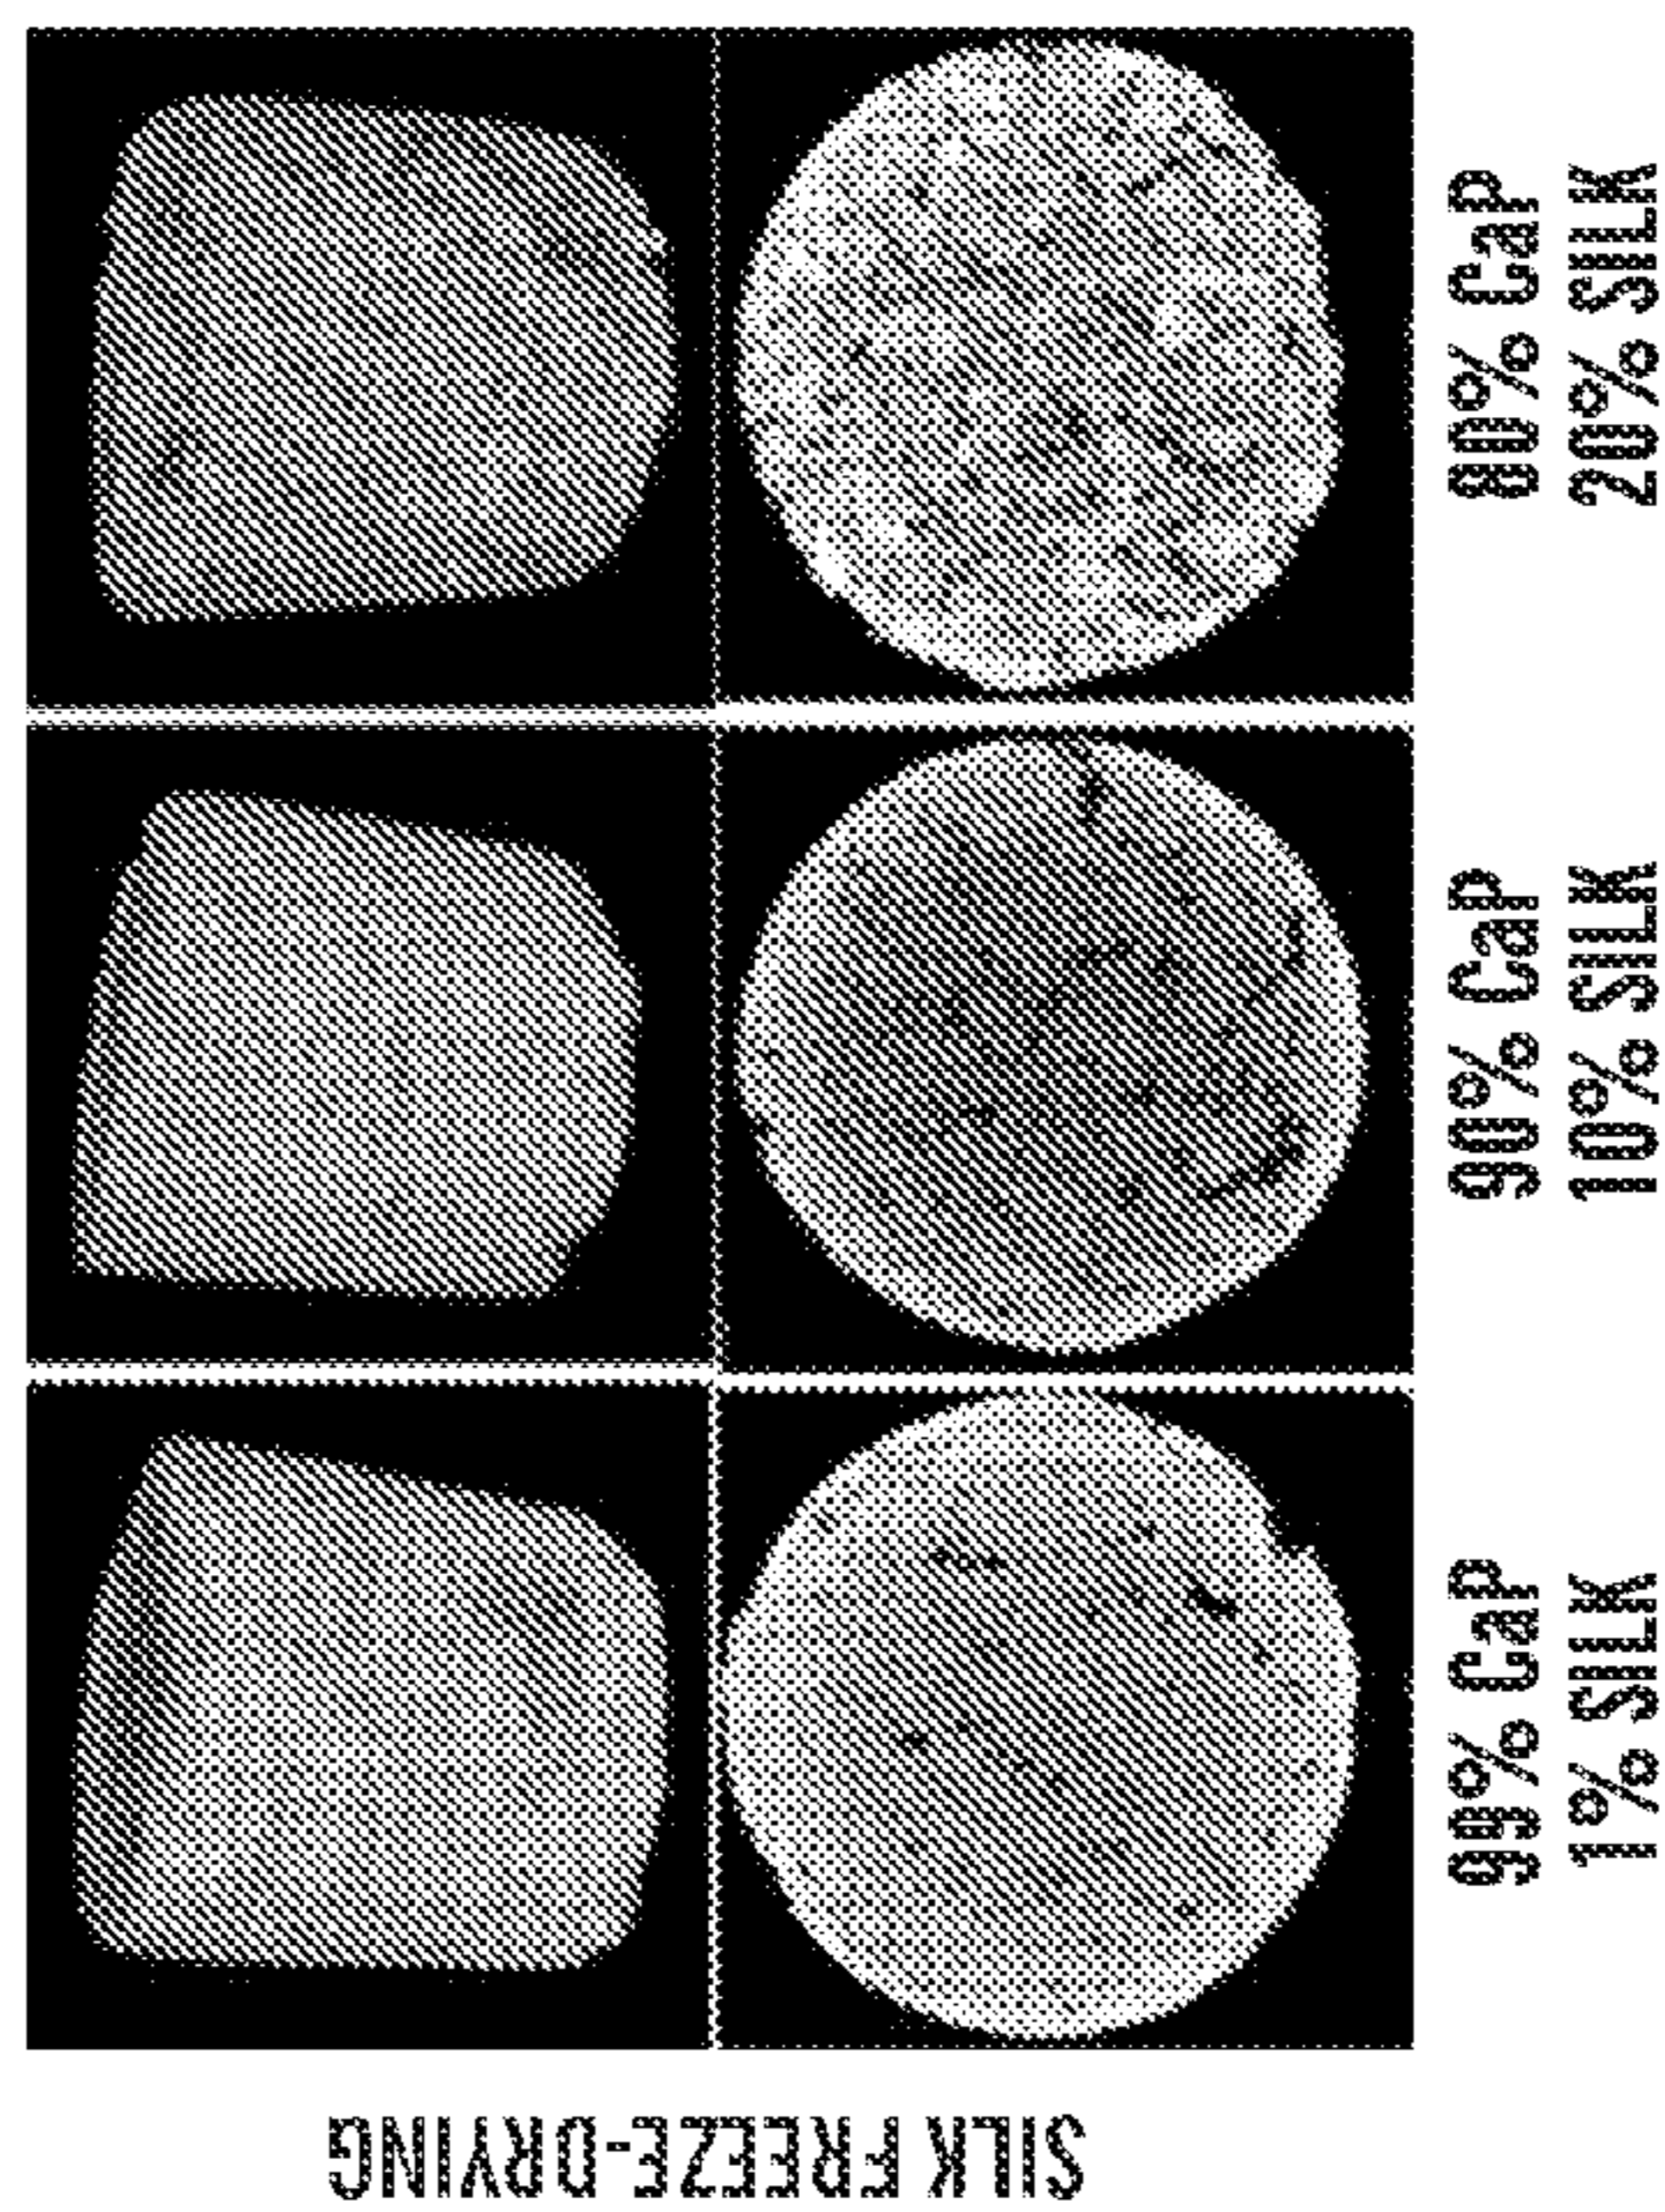 SILK FREEZE-DRYING
99% CaP
1% SILK
90% CaP
10% SILK
80% CaP
20% SILK